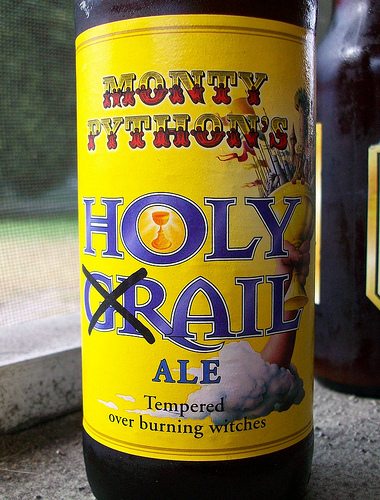 MONTY
PYTHON'S
HOLY
GRAIL
ALE
Tempered
over burning witches